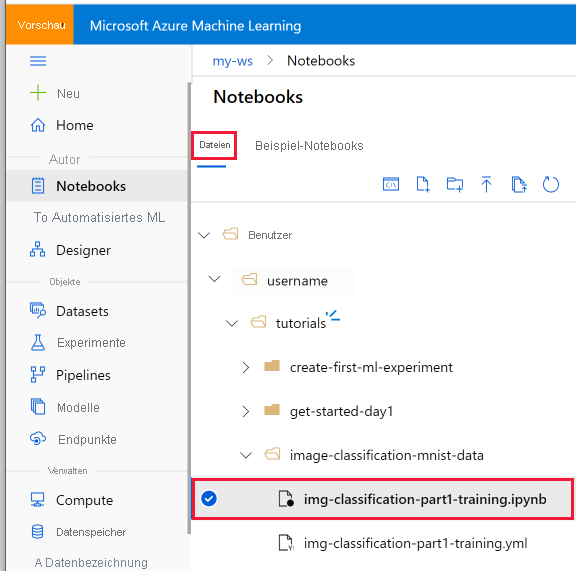 Vorschau
Microsoft Azure Machine Learning
my-ws > Notebooks
Neu
Home
Autor
Notebooks
To Automatisiertes ML
Designer
Objekte
Datasets
Experimente
Pipelines
Modelle
Endpunkte
Verwalten
Compute
Datenspeicher
A Datenbezeichnung
Notebooks
Dateien
Beispiel-Notebooks
Benutzer
username
tutorials
create-first-ml-experiment
get-started-day1
image-classification-mnist-data
img-classification-part1-training.ipynb
img-classification-part1-training.yml